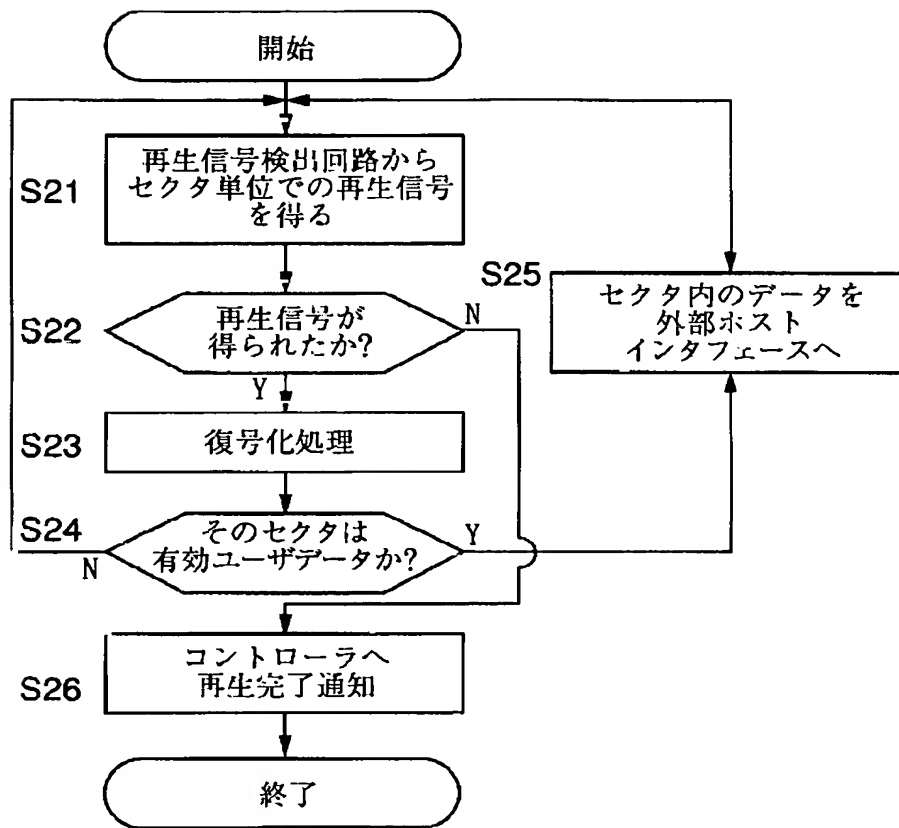 開始
S21
再生信号検出回路から
セクタ単位での再生信号
を得る
S22
再生信号が
得られたか?
N
Y
S25
セクタ内のデータを
外部ホスト
インタフェースへ
S23
復号化処理
S24
そのセクタは
有効ユーザデータか?
N
Y
S26
コントローラへ
再生完了通知
終了